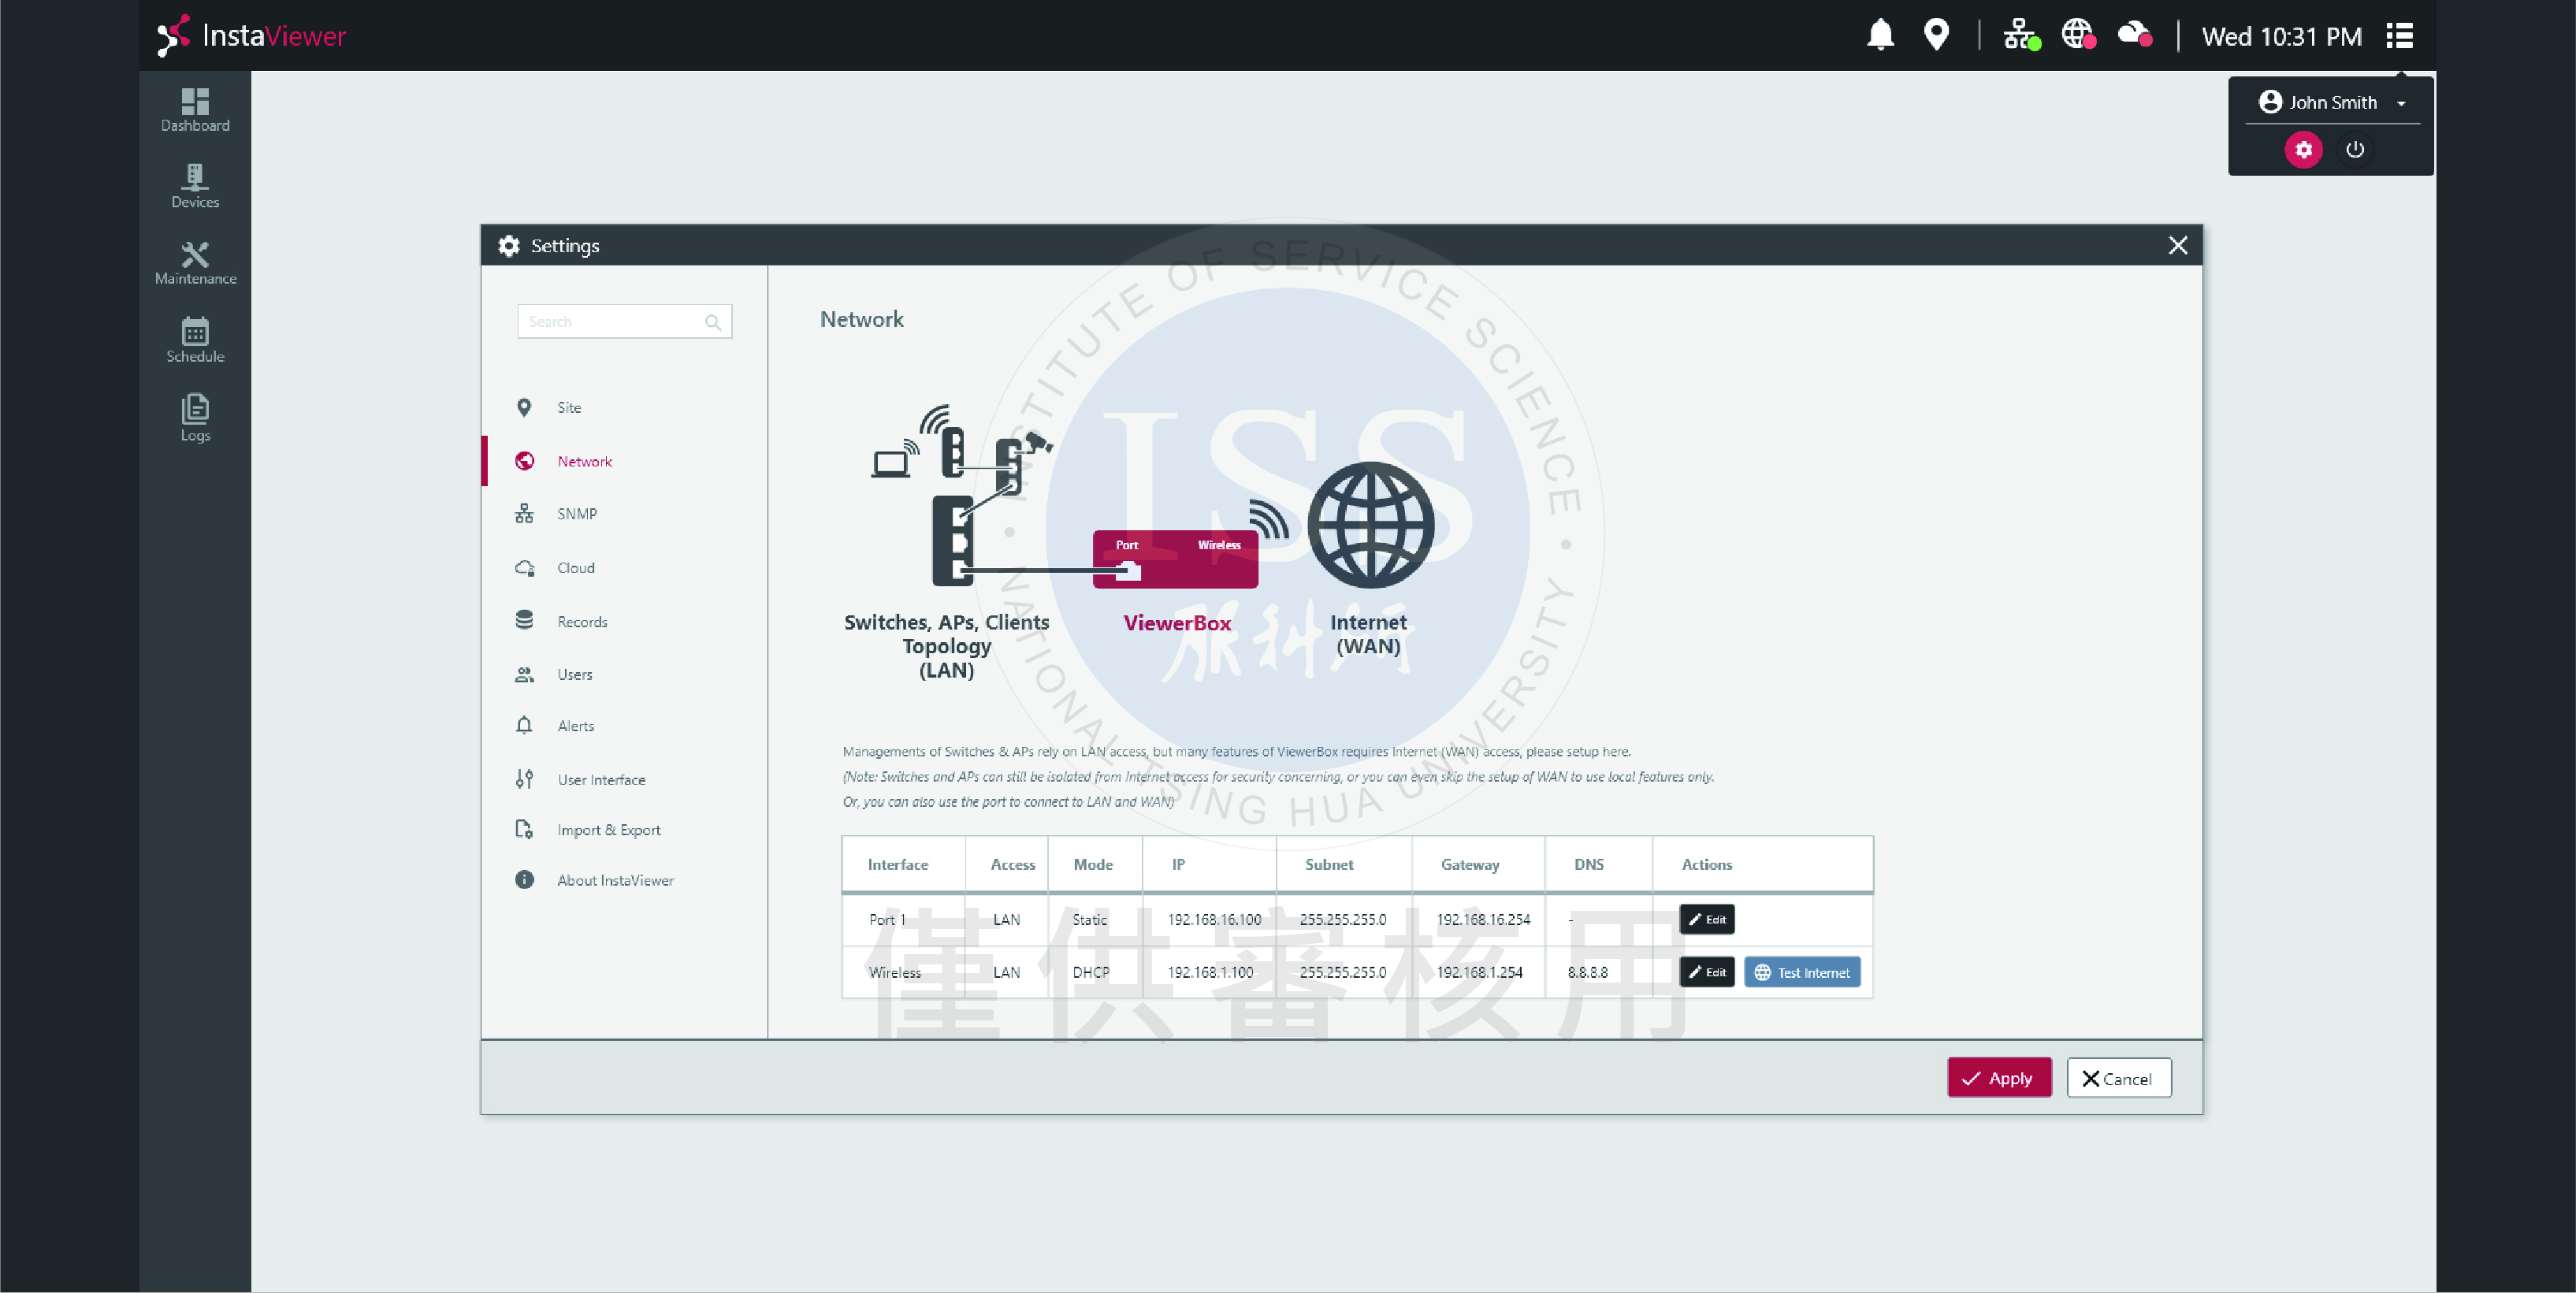 InstaViewer
Wed 10:31 PM
John Smith
Dashboard
Devices
Maintenance
Schedule
Logs
Settings
Search
Site
Network
SNMP
Cloud
Records
Users
Alerts
User Interface
Import & Export
About InstaViewer
Network
Port
Wireless
Switches, APs, Clients
Topology
(LAN)
ViewerBox
Internet
(WAN)
Managements of Switches & APs rely on LAN access, but many features of ViewerBox requires Internet (WAN) access, please setup here.
(Note: Switches and APs can still be isolated from Internet access for security concerning, or you can even skip the setup of WAN to use local features only.
Or, you can also use the port to connect to LAN and WAN)
Interface Access Mode IP Subnet Gateway DNS Actions
Port 1 LAN Static 192.168.16.100 255.255.255.0 192.168.16.254 - Edit
Wireless LAN DHCP 192.168.1.100 255.255.255.0 192.168.1.254 8.8.8.8 Edit Test Internet
Apply
Cancel
INSTITUTE OF SERVICE SCIENCE
ISS
服科所
NATIONAL TSING HUA UNIVERSITY
僅供審核用